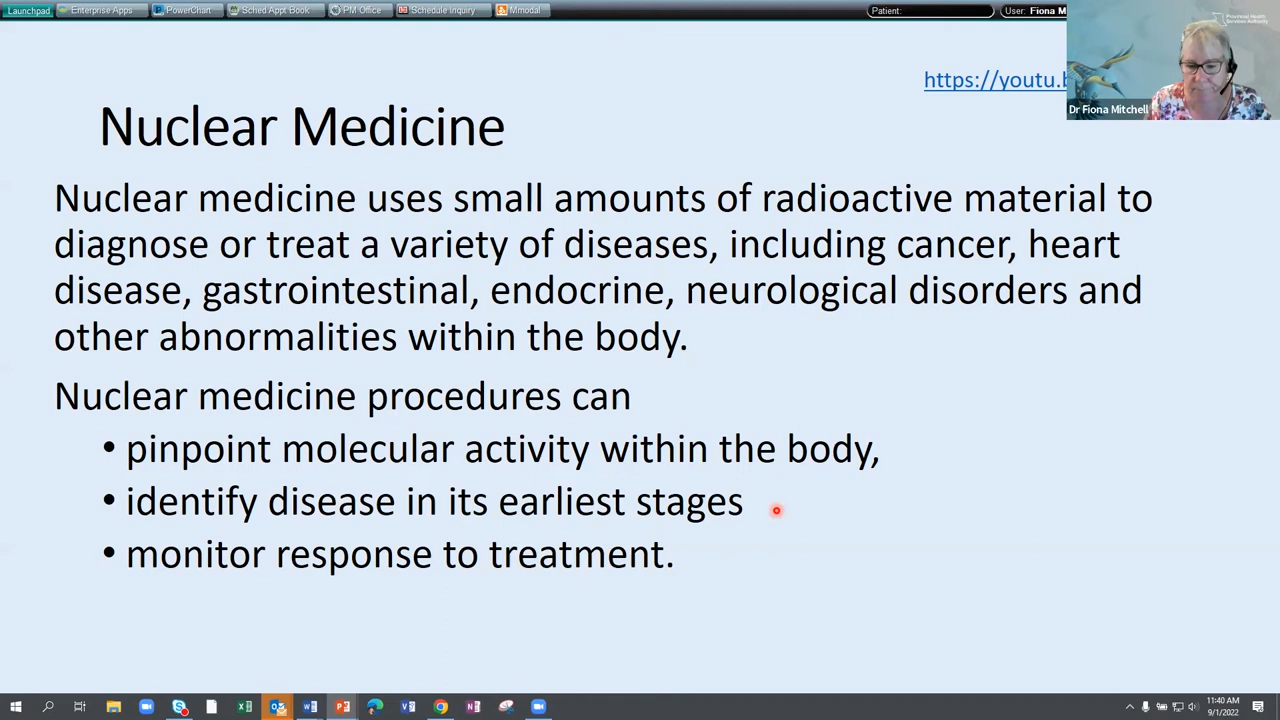 Launchpad Enterprise Apps PowerChart Sched Appt Book PM Office Schedule Inquiry Mmodal Patient: User: Fiona M
Provincial Health
Services Authority
https://youtu.b
Dr Fiona Mitchell
Nuclear Medicine
Nuclear medicine uses small amounts of radioactive material to
diagnose or treat a variety of diseases, including cancer, heart
disease, gastrointestinal, endocrine, neurological disorders and
other abnormalities within the body.
Nuclear medicine procedures can
• pinpoint molecular activity within the body,
• identify disease in its earliest stages
• monitor response to treatment.
11:40 AM
9/1/2022